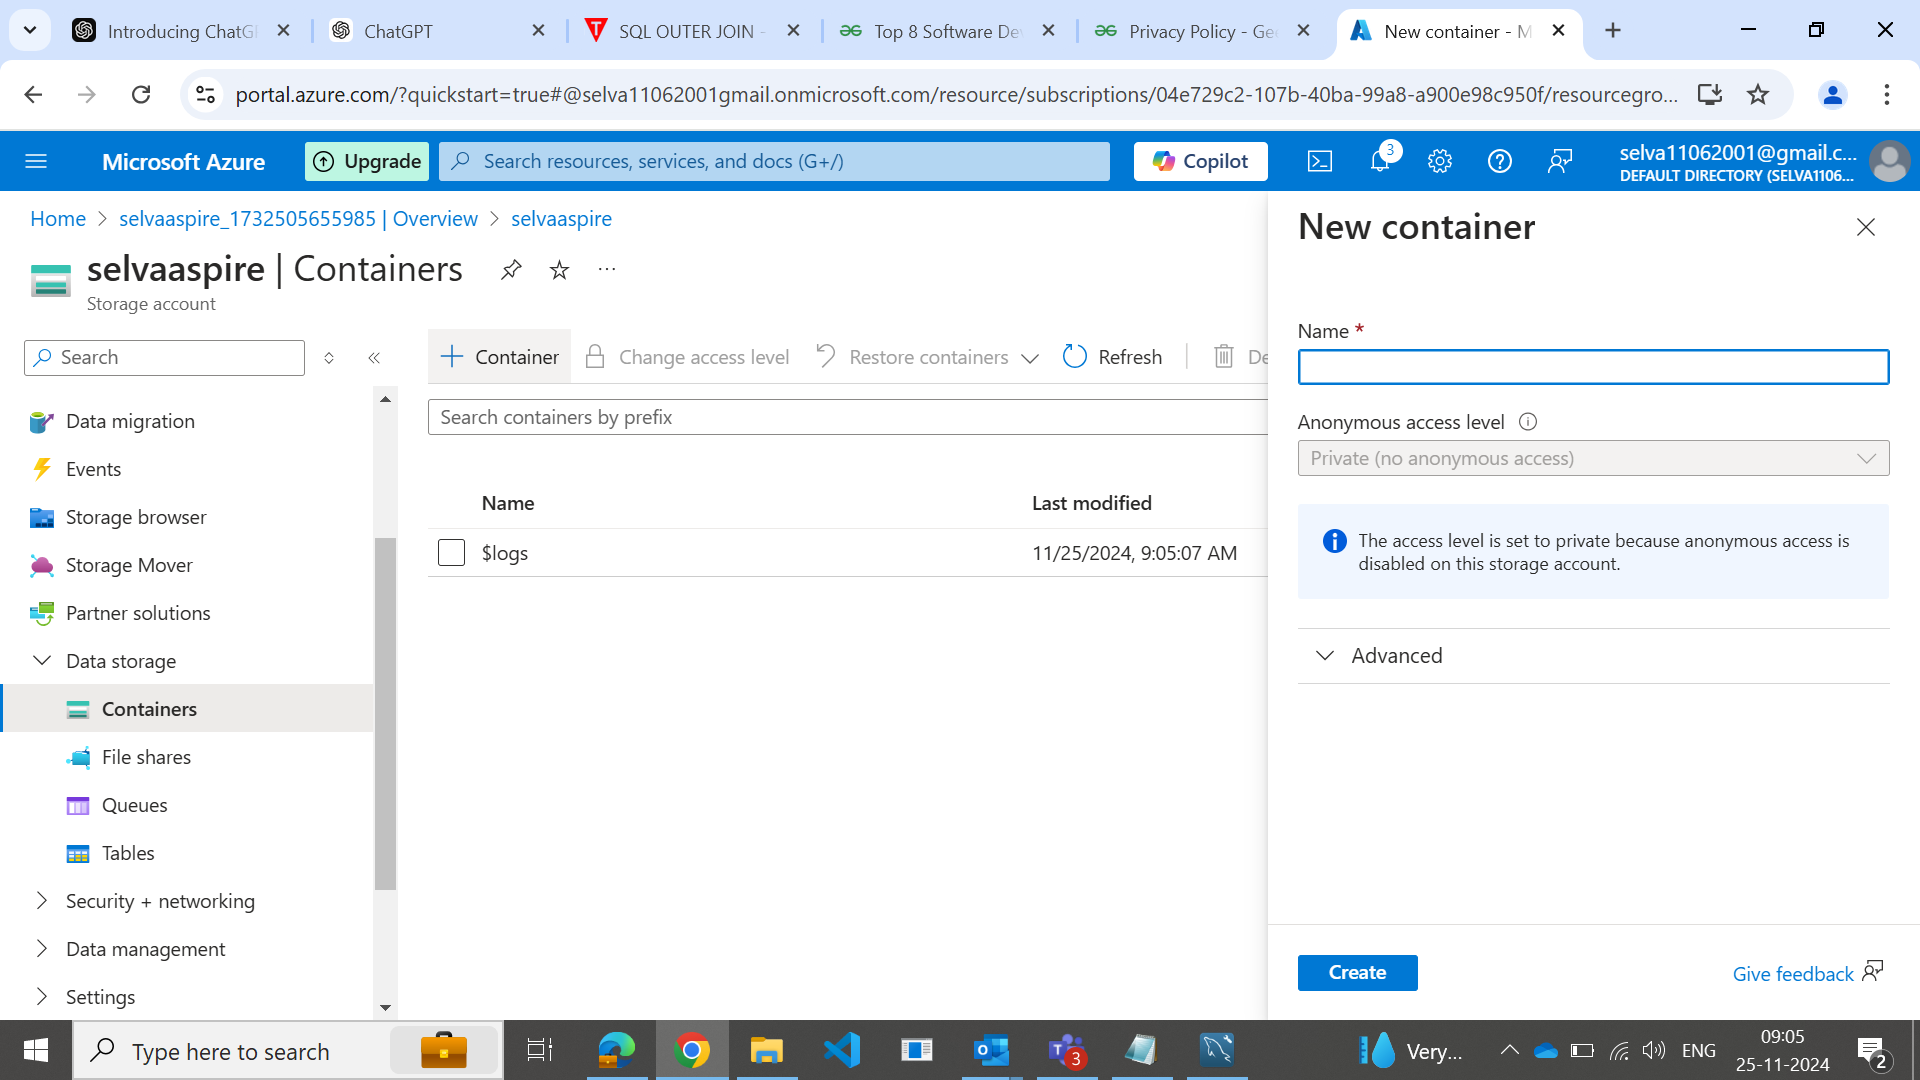 Introducing ChatGP
ChatGPT
SQL OUTER JOIN -
Top 8 Software Dev
Privacy Policy - Gee
New container - M
portal.azure.com/?quickstart=true#@selva11062001gmail.onmicrosoft.com/resource/subscriptions/04e729c2-107b-40ba-99a8-a900e98c950f/resourcegro...
Microsoft Azure
Upgrade
Search resources, services, and docs (G+/)
Copilot
3
selva11062001@gmail.c...
DEFAULT DIRECTORY (SELVA1106...
Home > selvaaspire_1732505655985 | Overview > selvaaspire
selvaaspire | Containers
Storage account
Search
Data migration
Events
Storage browser
Storage Mover
Partner solutions
Data storage
Containers
File shares
Queues
Tables
Security + networking
Data management
Settings
Container
Change access level
Restore containers
Refresh
De
Search containers by prefix
Name
Last modified
$logs
11/25/2024, 9:05:07 AM
New container
Name *
Anonymous access level
Private (no anonymous access)
The access level is set to private because anonymous access is
disabled on this storage account.
Advanced
Create
Give feedback
Type here to search
3
Very...
ENG
09:05
25-11-2024
2